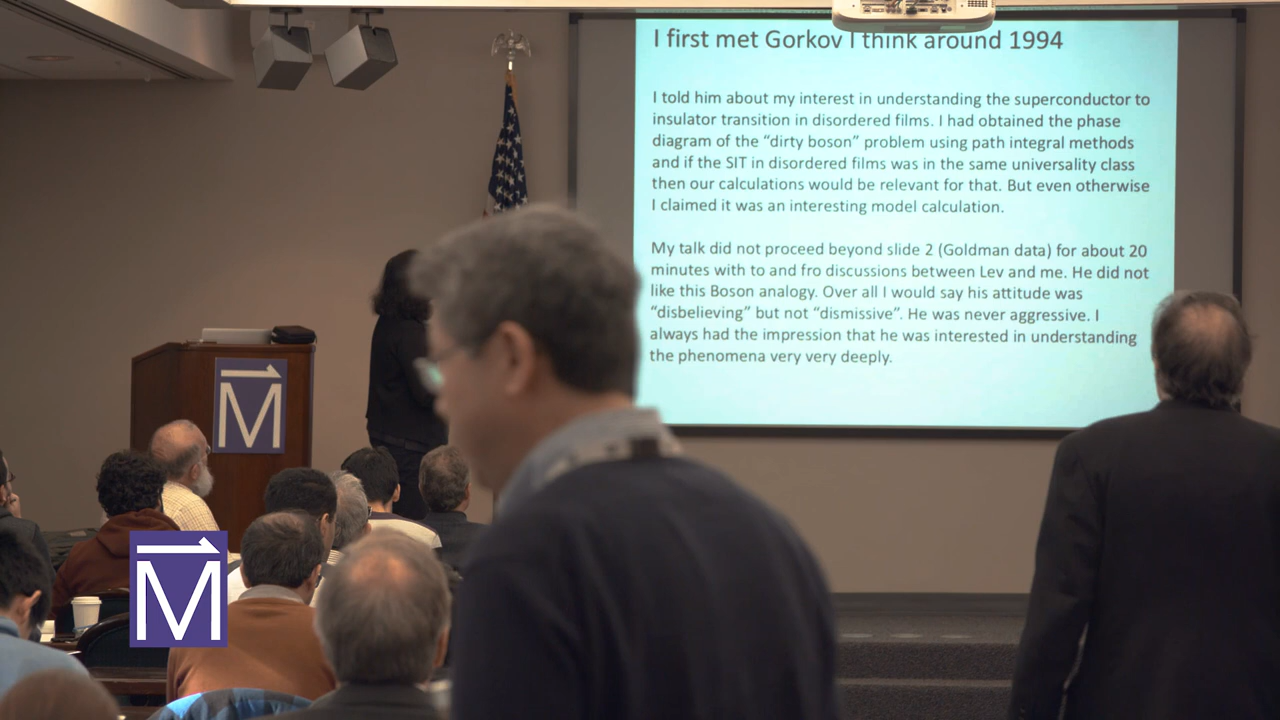 I first met Gorkov I think around 1994
I told him about my interest in understanding the superconductor to
insulator transition in disordered films. I had obtained the phase
diagram of the “dirty boson” problem using path integral methods
and if the SIT in disordered films was in the same universality class
then our calculations would be relevant for that. But even otherwise
I claimed it was an interesting model calculation.
My talk did not proceed beyond slide 2 (Goldman data) for about 20
minutes with to and fro discussions between Lev and me. He did not
like this Boson analogy. Over all I would say his attitude was
“disbelieving” but not “dismissive”. He was never aggressive. I
always had the impression that he was interested in understanding
the phenomena very very deeply.
M
M